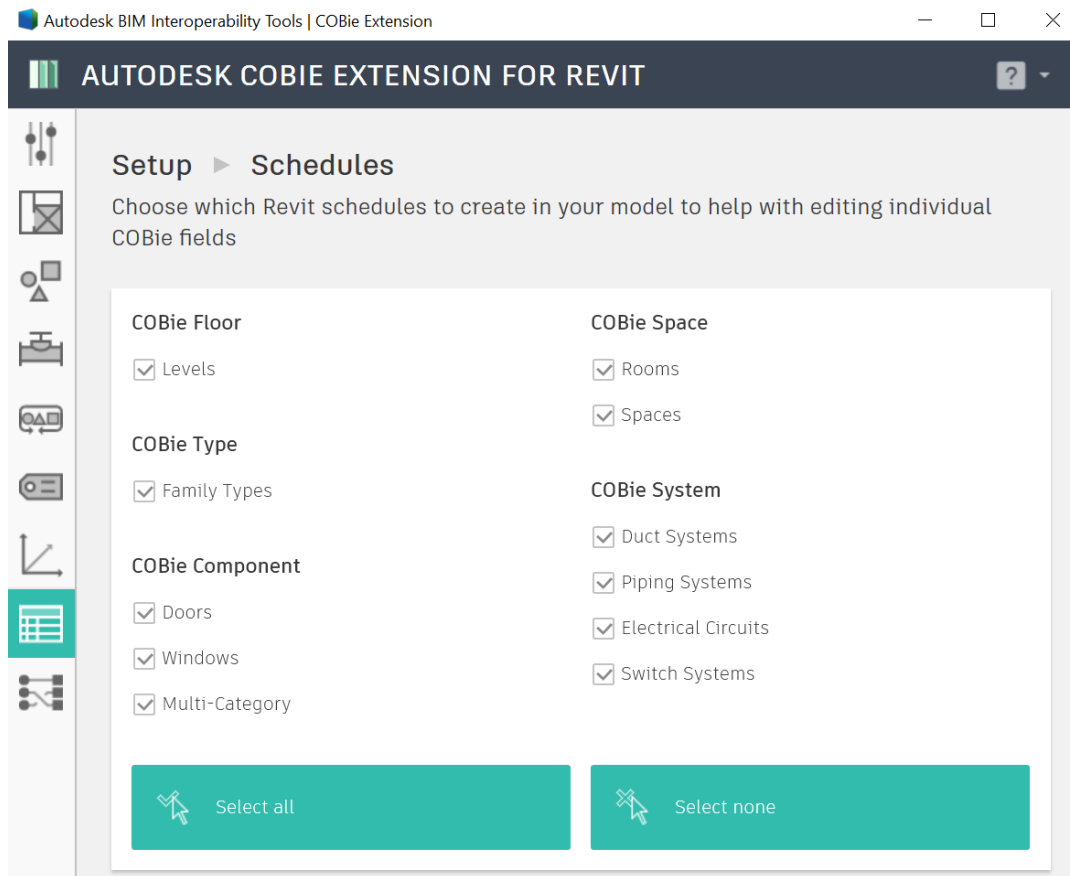 Autodesk BIM Interoperability Tools | COBie Extension
AUTODESK COBIE EXTENSION FOR REVIT
?
Setup
Schedules
Choose which Revit schedules to create in your model to help with editing individual
COBie fields
COBie Floor
Levels
COBie Type
Family Types
COBie Component
Doors
Windows
Multi-Category
COBie Space
Rooms
Spaces
COBie System
Duct Systems
Piping Systems
Electrical Circuits
Switch Systems
Select all
Select none